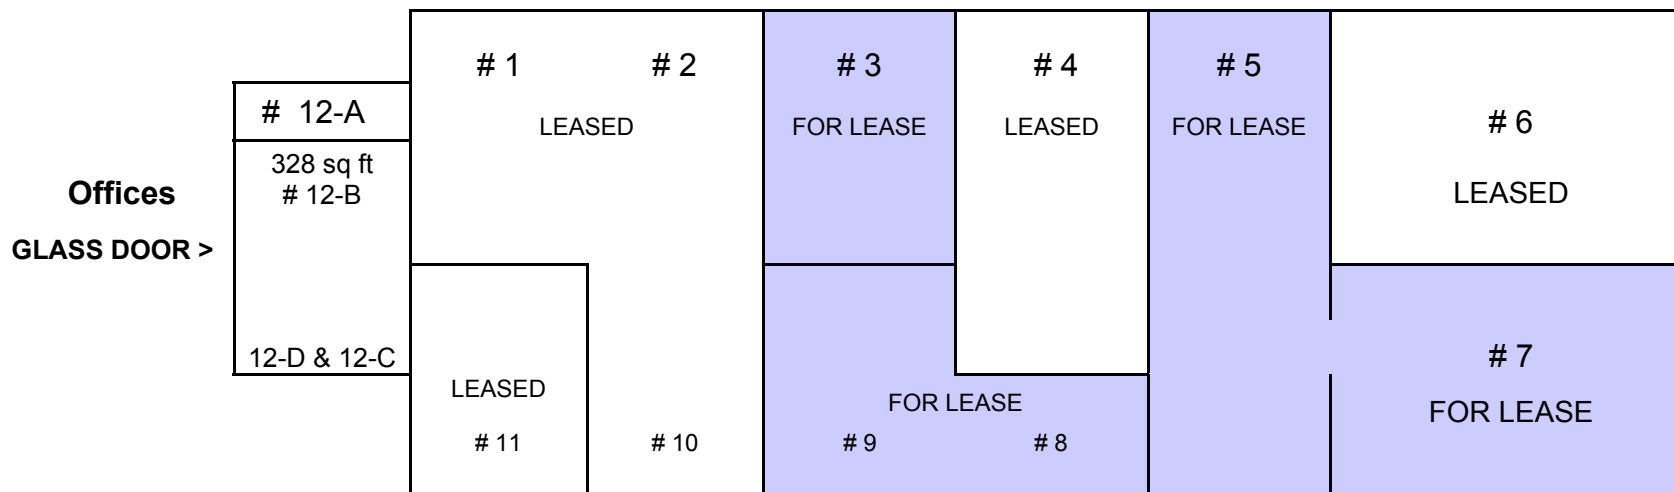 # 1
# 2
# 3
# 4
# 5
# 12-A
LEASED
FOR LEASE
LEASED
FOR LEASE
# 6
328 sq ft
# 12-B
Offices
LEASED
GLASS DOOR >
12-D & 12-C
# 7
LEASED
FOR LEASE
FOR LEASE
# 11
# 10
# 9
# 8